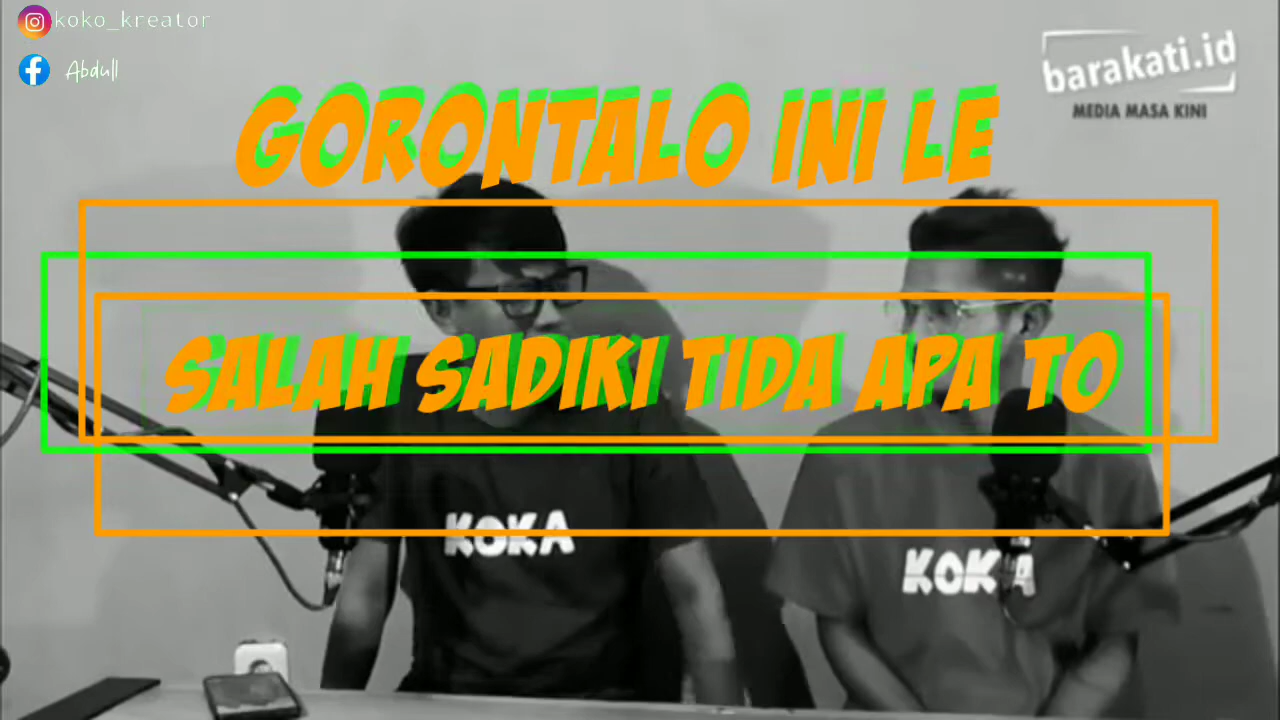 koko_kreator
Abdull
barakati.id
MEDIA MASA KINI
GORONTALO INI LE
SALAH SADIKI TIDA APA TO
KOKA
KOKA